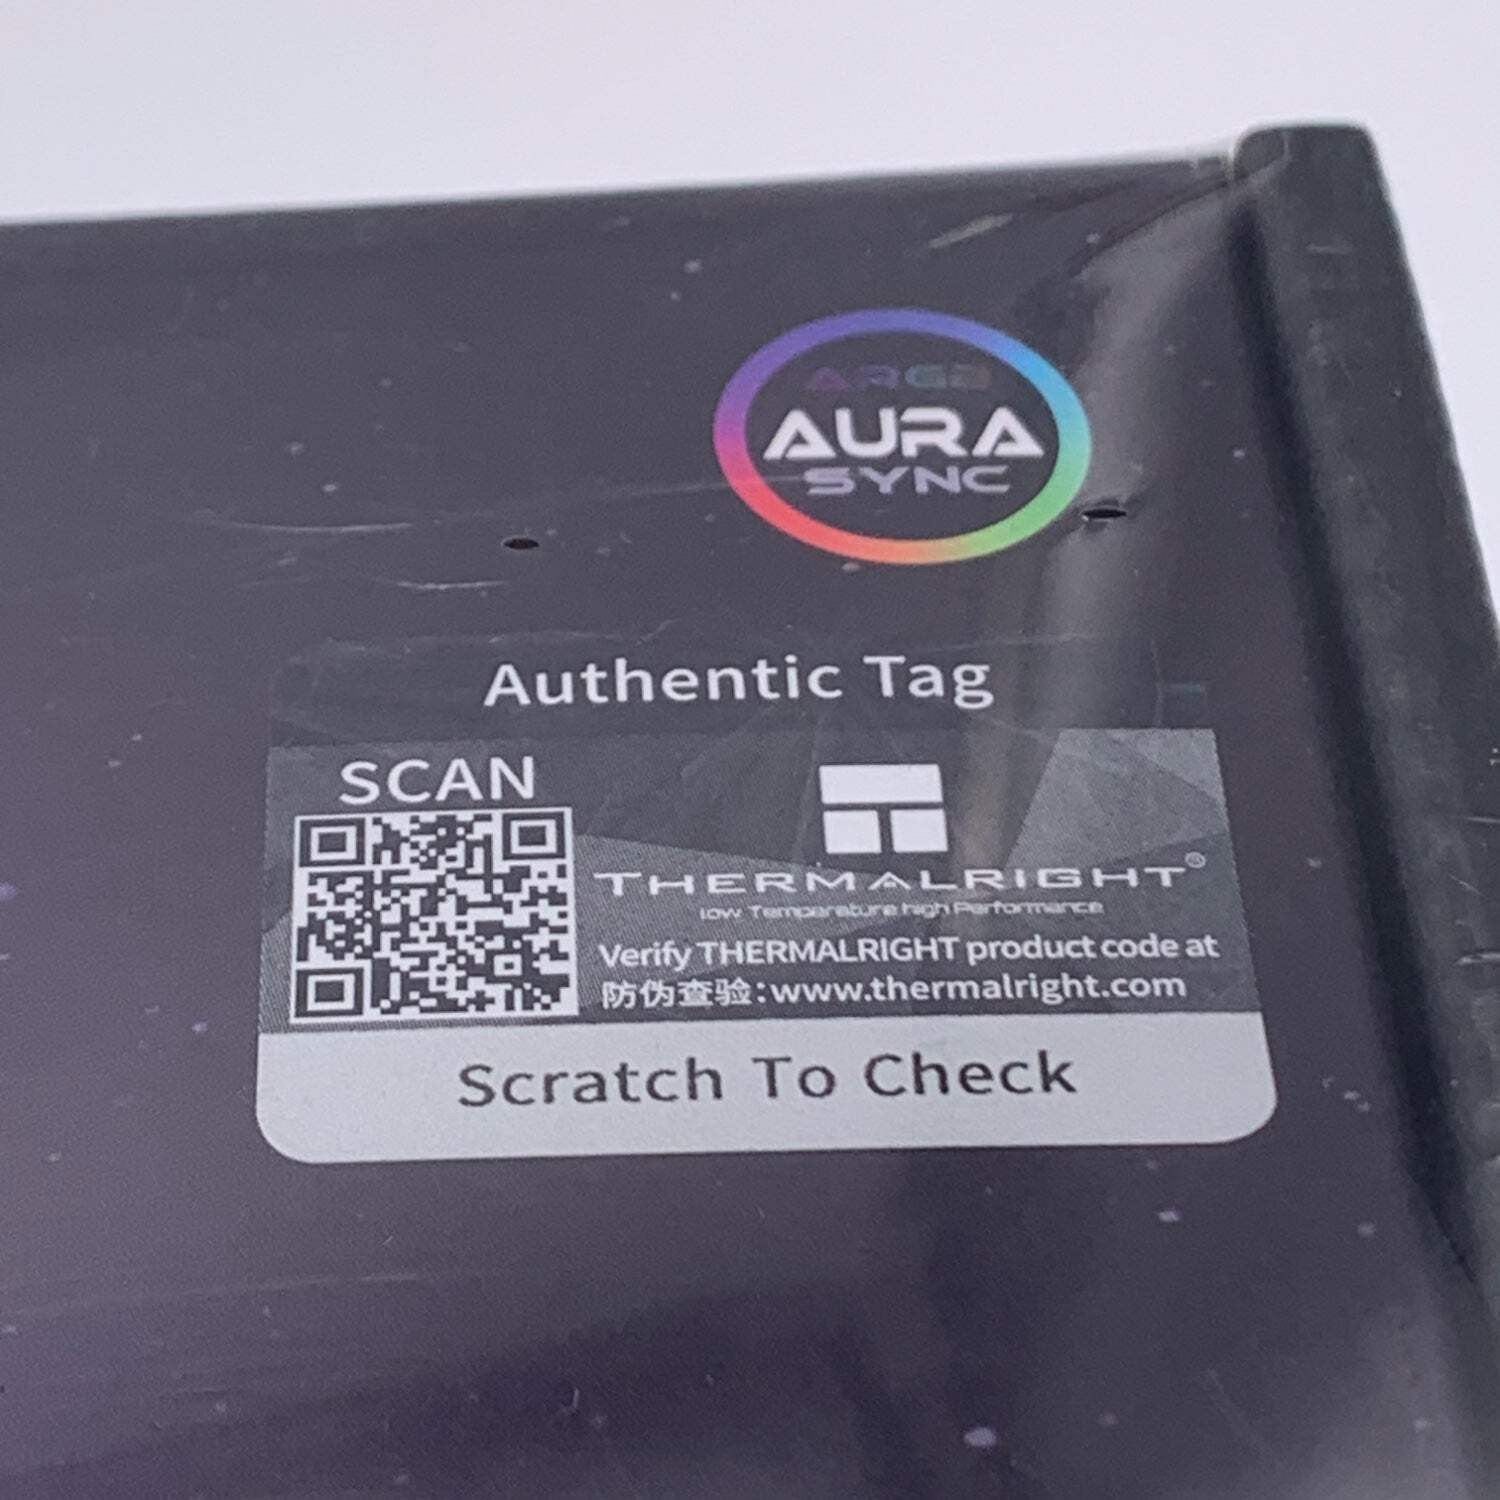 ARGB
AURA
SYNC
Authentic Tag
SCAN
THERMALRIGHT®
low Temperature high Performance
Verify THERMALRIGHT product code at
防伪查验:www.thermalright.com
Scratch To Check